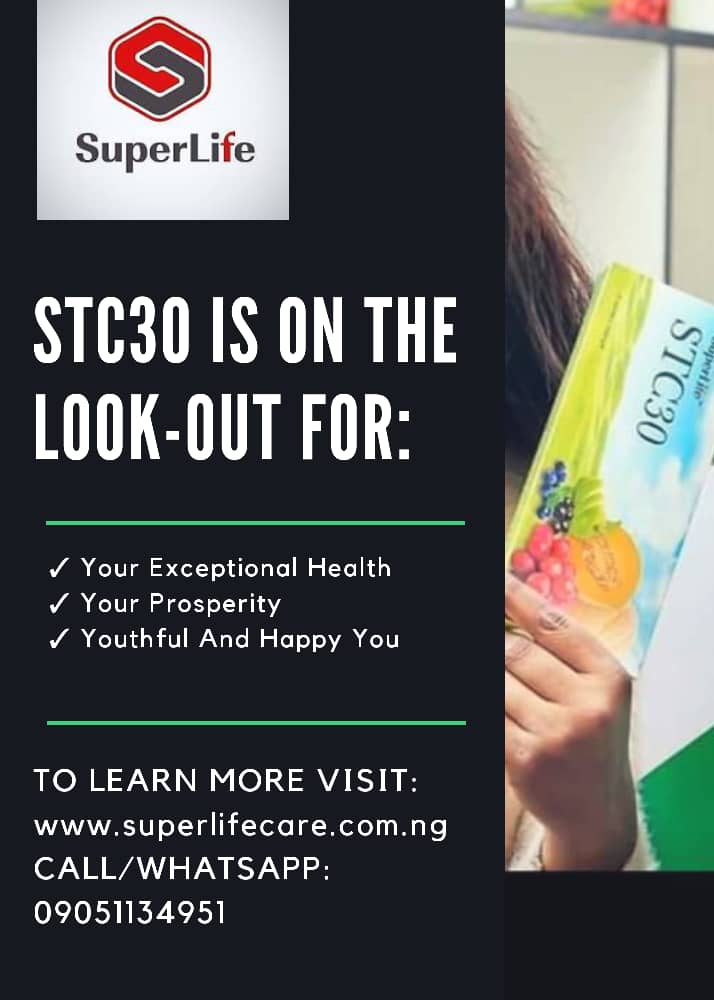 SuperLife
STC30 IS ON THE
LOOK-OUT FOR:
✓ Your Exceptional Health
✓ Your Prosperity
✓ Youthful And Happy You
TO LEARN MORE VISIT:
www.superlifecare.com.ng
CALL/WHATSAPP:
09051134951
Superlife
STC30